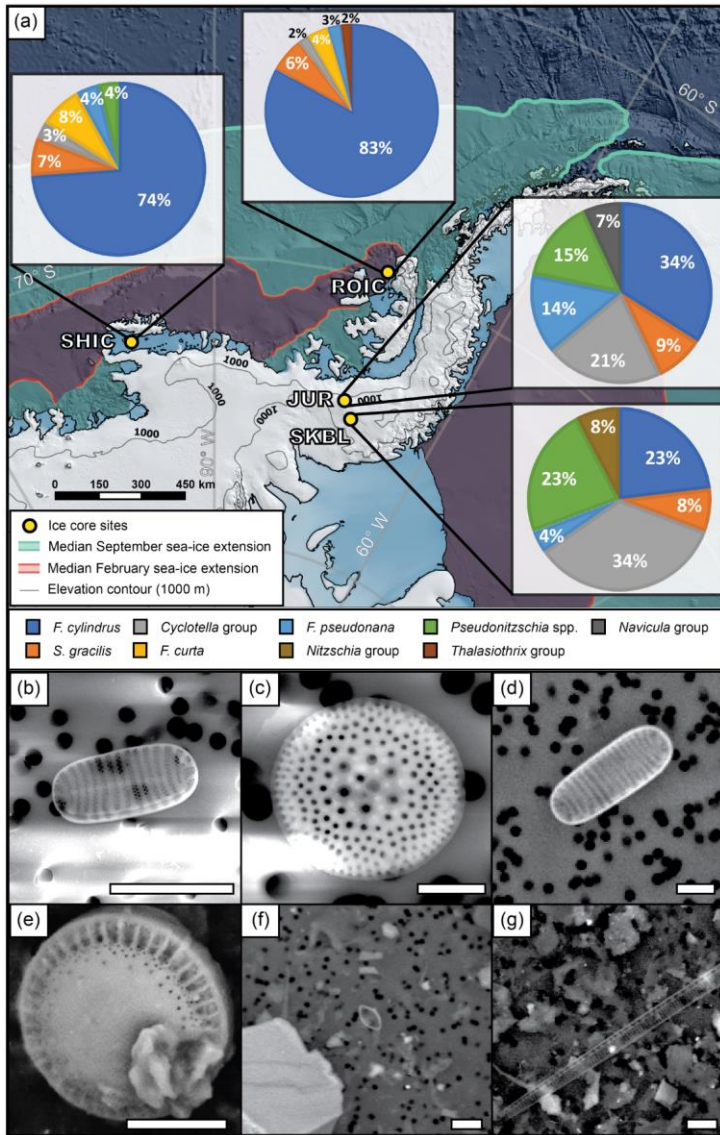 (a)
3%
2%
2%
4%
6%
83%
4%
4%
8%
3%
7%
74%
60° S
70° S
7%
34%
15%
14%
9%
21%
ROIC
SHIC
1000
1000
1000
1000
JUR
SKBL
8%
23%
23%
8%
4%
34%
80° W
60° W
0 150 300 450
km
Ice core sites
Median September sea-ice extension
Median February sea-ice extension
Elevation contour (1000 m)
F. cylindrus Cyclotella group F. pseudonana Pseudonitzschia spp. Navicula group
S. gracilis F. curta Nitzschia group Thalasiothrix group
(b) (c) (d)
(e) (f) (g)